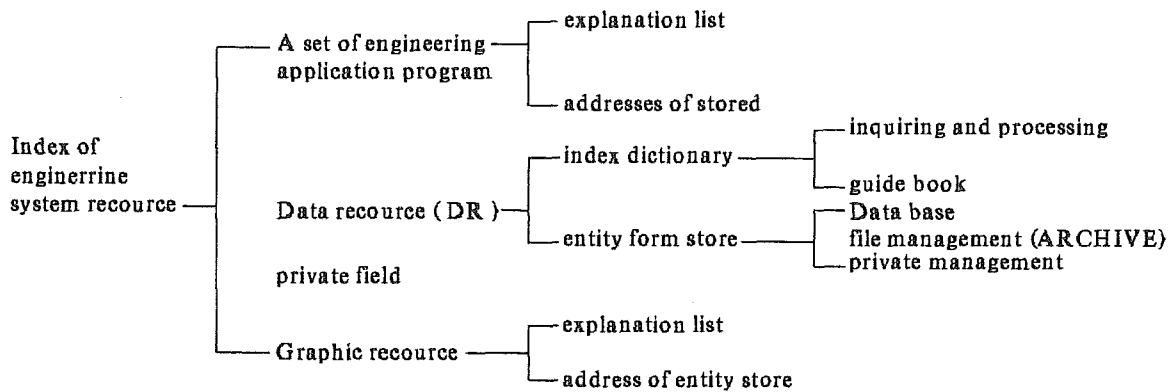 Index of
enginerrine
system recource
A set of engineering
application program
explanation list
addresses of stored
Data recource ( DR )
index dictionary
inquiring and processing
guide book
entity form store
Data base
file management (ARCHIVE)
private management
private field
Graphic recource
explanation list
address of entity store